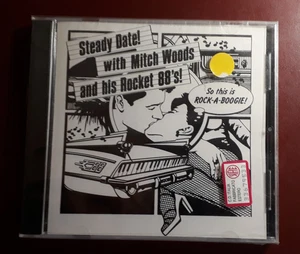 Steady Date!
with Mitch Woods
and his Rocket 88's!
So this is
ROCK-A-BOOGIE!